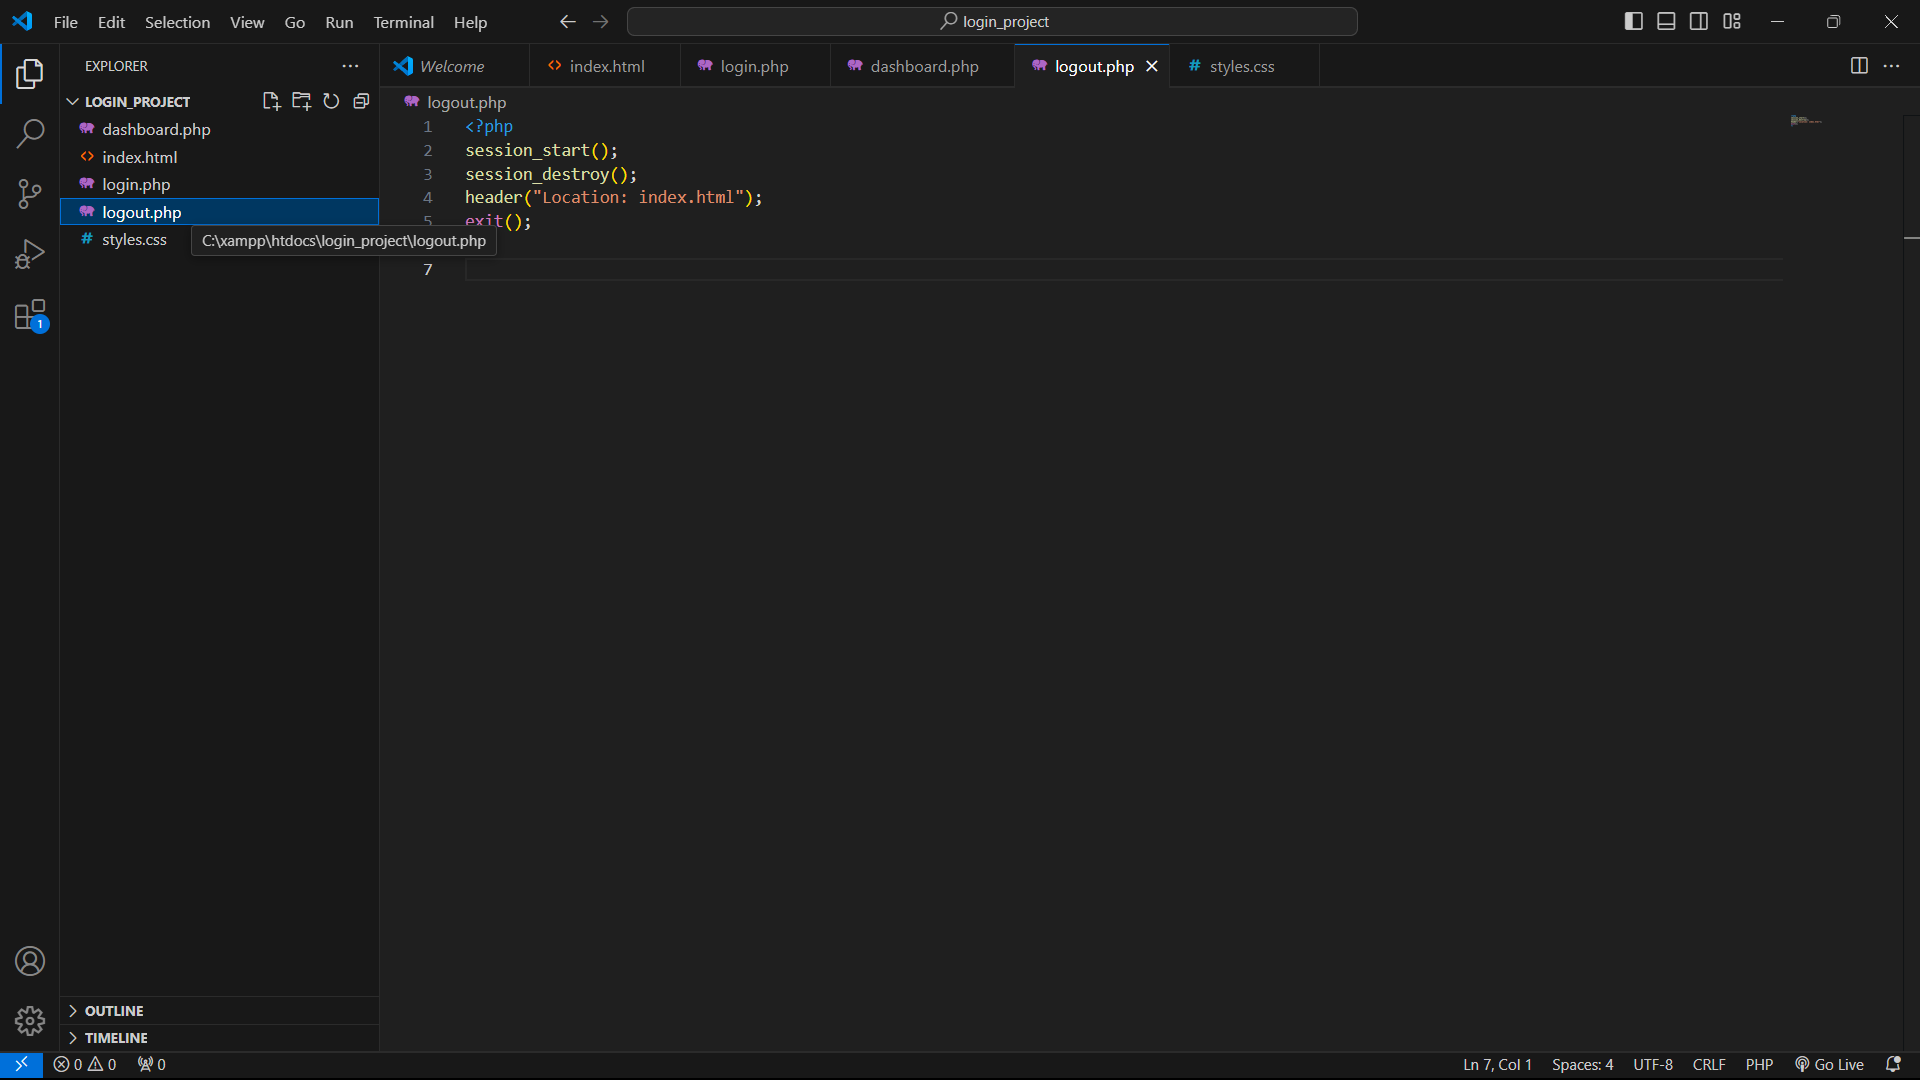 File Edit Selection View Go Run Terminal Help
login_project
EXPLORER
LOGIN_PROJECT
dashboard.php
index.html
login.php
logout.php
styles.css
C:\xampp\htdocs\login_project\logout.php
OUTLINE
TIMELINE
1
Welcome
index.html
login.php
dashboard.php
logout.php
styles.css
logout.php
1 <?php
2 session_start();
3 session_destroy();
4 header("Location: index.html");
5 exit();
7
0 0 0
Ln 7, Col 1 Spaces: 4 UTF-8 CRLF PHP Go Live